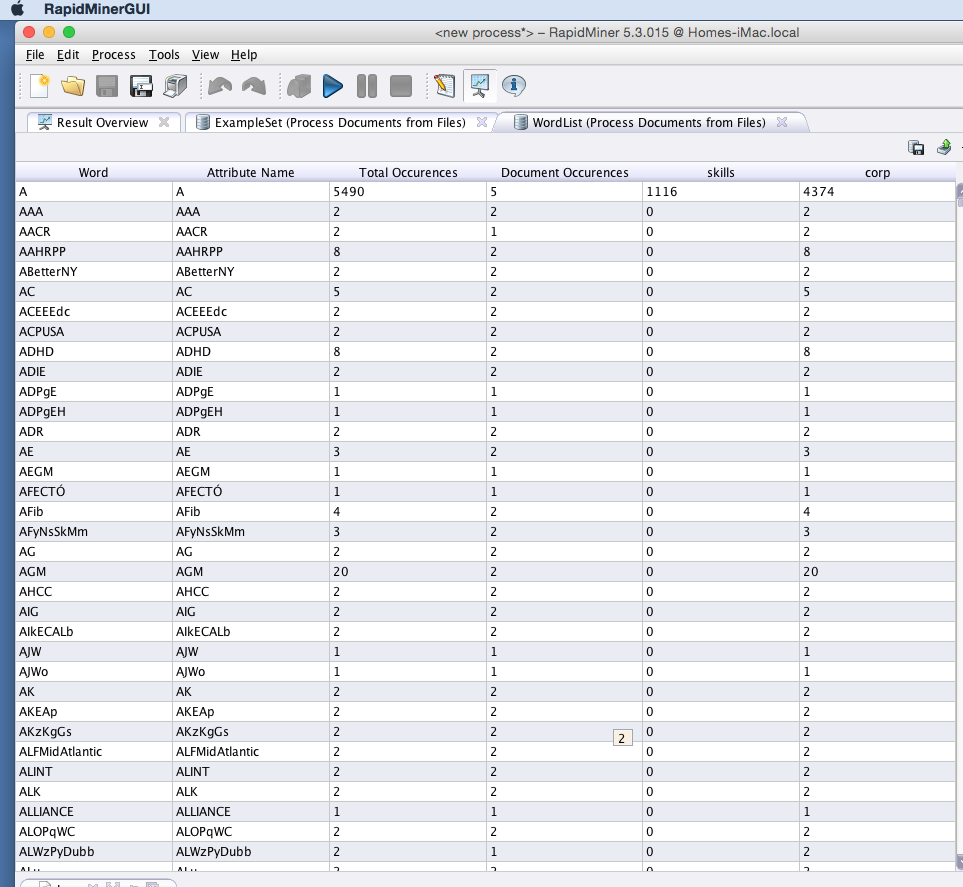 RapidMinerGUI
<new process*> – RapidMiner 5.3.015 @ Homes-iMac.local
File Edit Process Tools View Help
Result Overview ExampleSet (Process Documents from Files) WordList (Process Documents from Files)
Word Attribute Name Total Occurences Document Occurences skills corp
A A 5490 5 1116 4374
AAA AAA 2 2 0 2
AACR AACR 2 1 0 2
AAHRPP AAHRPP 8 2 0 8
ABetterNY ABetterNY 2 2 0 2
AC AC 5 2 0 5
ACEEEdc ACEEEdc 2 2 0 2
ACPUSA ACPUSA 2 2 0 2
ADHD ADHD 8 2 0 8
ADIE ADIE 2 2 0 2
ADPgE ADPgE 1 1 0 1
ADPgEH ADPgEH 1 1 0 1
ADR ADR 2 2 0 2
AE AE 3 2 0 3
AEGM AEGM 1 1 0 1
AFECTÓ AFECTÓ 1 1 0 1
AFib AFib 4 2 0 4
AFyNsSkMm AFyNsSkMm 3 2 0 3
AG AG 2 2 0 2
AGM AGM 20 2 0 20
AHCC AHCC 2 2 0 2
AIG AIG 2 2 0 2
AIkECALb AIkECALb 2 2 0 2
AJW AJW 1 1 0 1
AJWo AJWo 1 1 0 1
AK AK 2 2 0 2
AKEAp AKEAp 2 2 0 2
AKzKgGs AKzKgGs 2 2 0 2
2
ALFMidAtlantic ALFMidAtlantic 2 2 0 2
ALINT ALINT 2 2 0 2
ALK ALK 2 2 0 2
ALLIANCE ALLIANCE 1 1 0 1
ALOPqWC ALOPqWC 2 2 0 2
ALWzPyDubb ALWzPyDubb 2 1 0 2